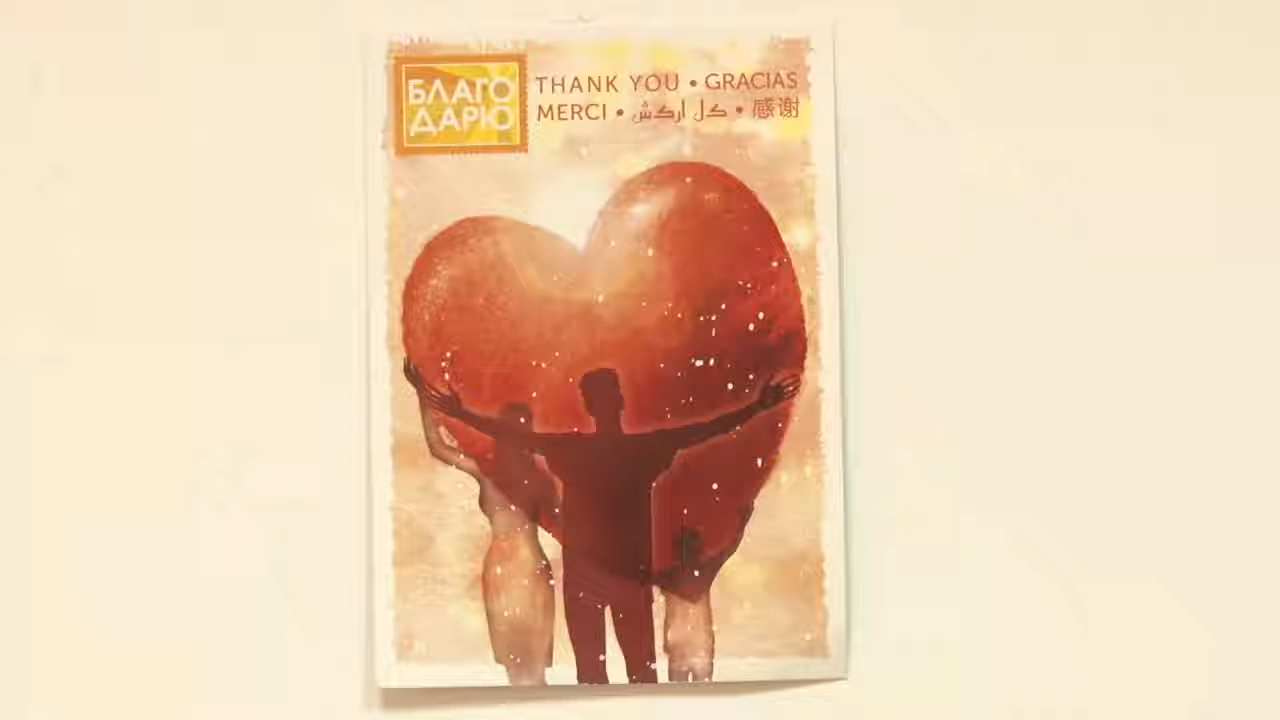 БЛАГО
ДАРЮ
THANK YOU • GRACIAS
MERCI • كل اركش • 感谢